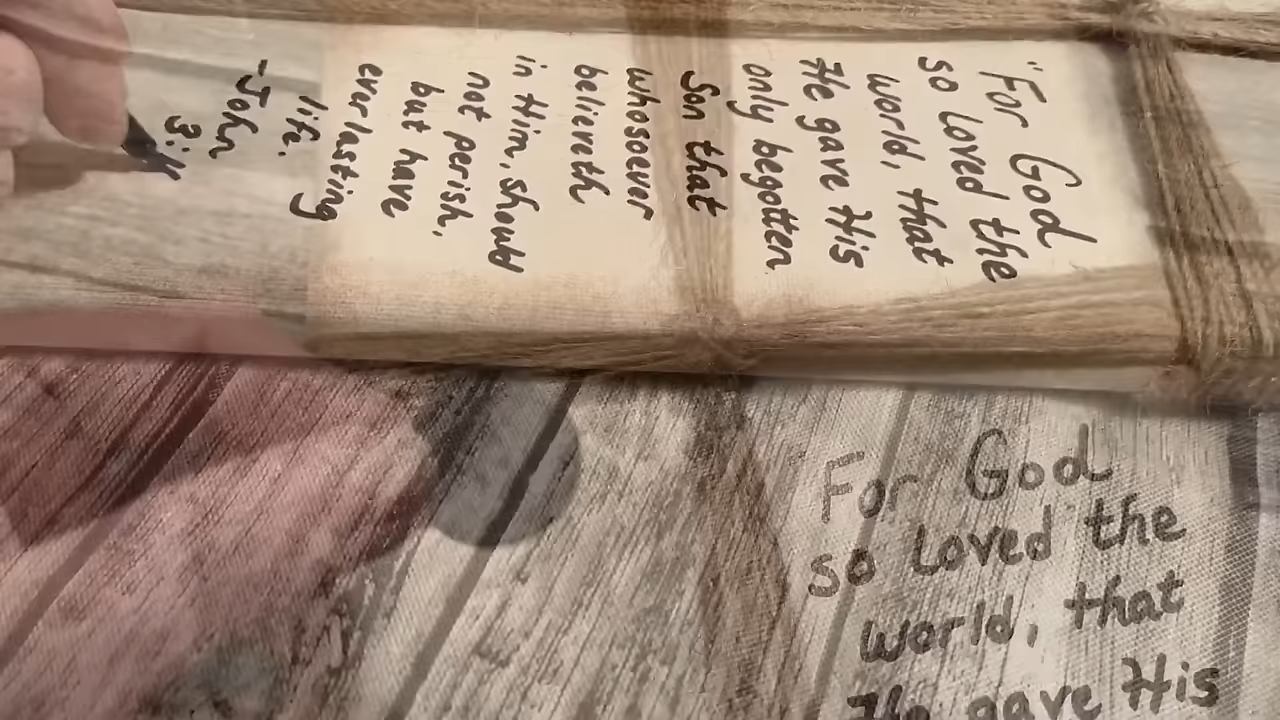 "For God
so loved the
world, that
He gave His
only begotten
Son that
whosoever
believeth
in Him, should
not perish,
but have
everlasting
life.
-John
3:1
"For God
so loved the
world, that
He gave His